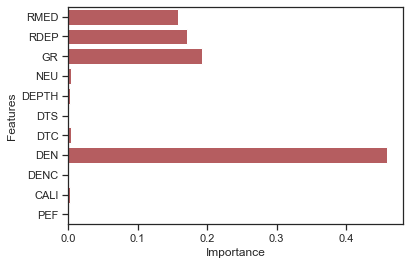 RMED
RDEP
GR
NEU
DEPTH
DTS
DTC
DEN
DENC
CALI
PEF
Features
0.0 0.1 0.2 0.3 0.4
Importance